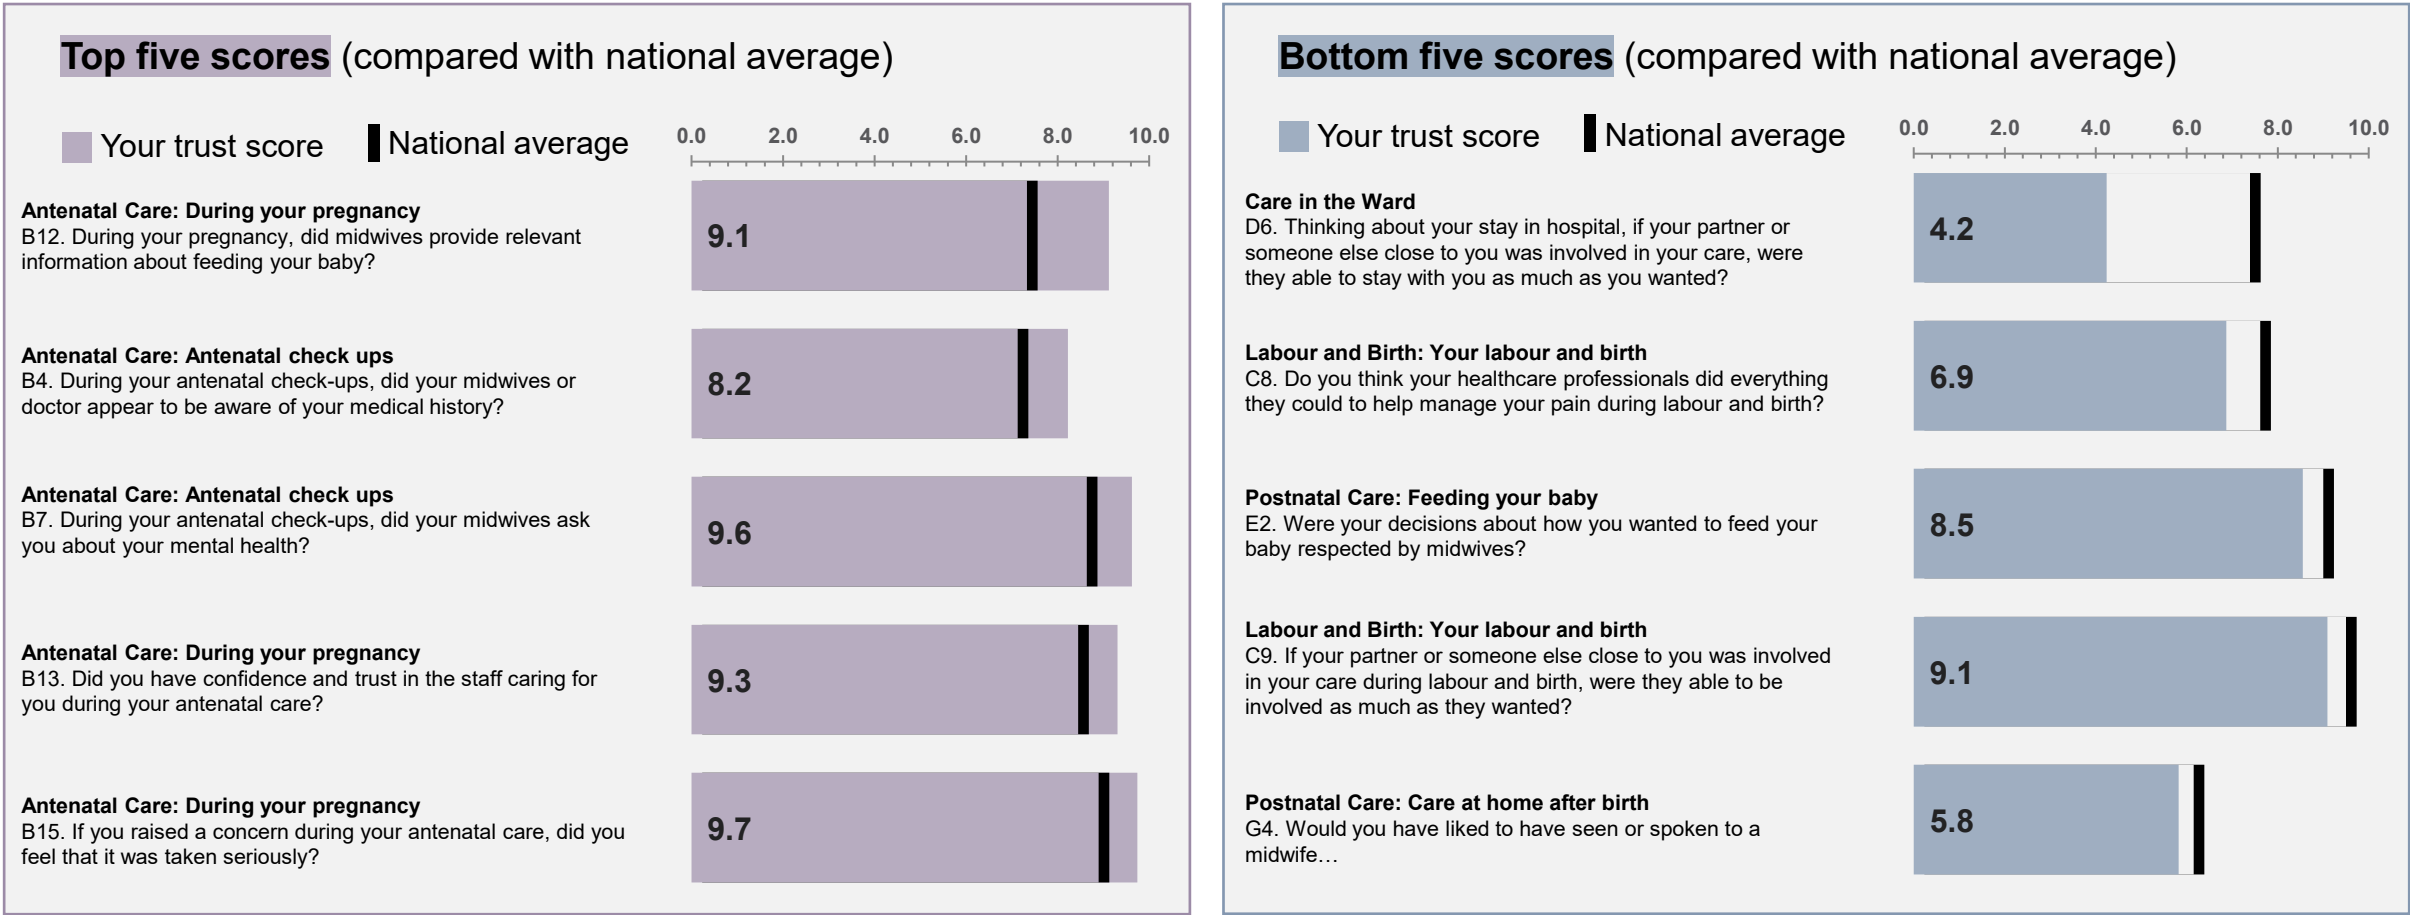 Top five scores (compared with national average)
Your trust score
National average
0.0 2.0 4.0 6.0 8.0 10.0
Antenatal Care: During your pregnancy
B12. During your pregnancy, did midwives provide relevant
information about feeding your baby?
9.1
Antenatal Care: Antenatal check ups
B4. During your antenatal check-ups, did your midwives or
doctor appear to be aware of your medical history?
8.2
Antenatal Care: Antenatal check ups
B7. During your antenatal check-ups, did your midwives ask
you about your mental health?
9.6
Antenatal Care: During your pregnancy
B13. Did you have confidence and trust in the staff caring for
you during your antenatal care?
9.3
Antenatal Care: During your pregnancy
B15. If you raised a concern during your antenatal care, did you
feel that it was taken seriously?
9.7
Bottom five scores (compared with national average)
Your trust score
National average
0.0 2.0 4.0 6.0 8.0 10.0
Care in the Ward
D6. Thinking about your stay in hospital, if your partner or
someone else close to you was involved in your care, were
they able to stay with you as much as you wanted?
4.2
Labour and Birth: Your labour and birth
C8. Do you think your healthcare professionals did everything
they could to help manage your pain during labour and birth?
6.9
Postnatal Care: Feeding your baby
E2. Were your decisions about how you wanted to feed your
baby respected by midwives?
8.5
Labour and Birth: Your labour and birth
C9. If your partner or someone else close to you was involved
in your care during labour and birth, were they able to be
involved as much as they wanted?
9.1
Postnatal Care: Care at home after birth
G4. Would you have liked to have seen or spoken to a
midwife…
5.8